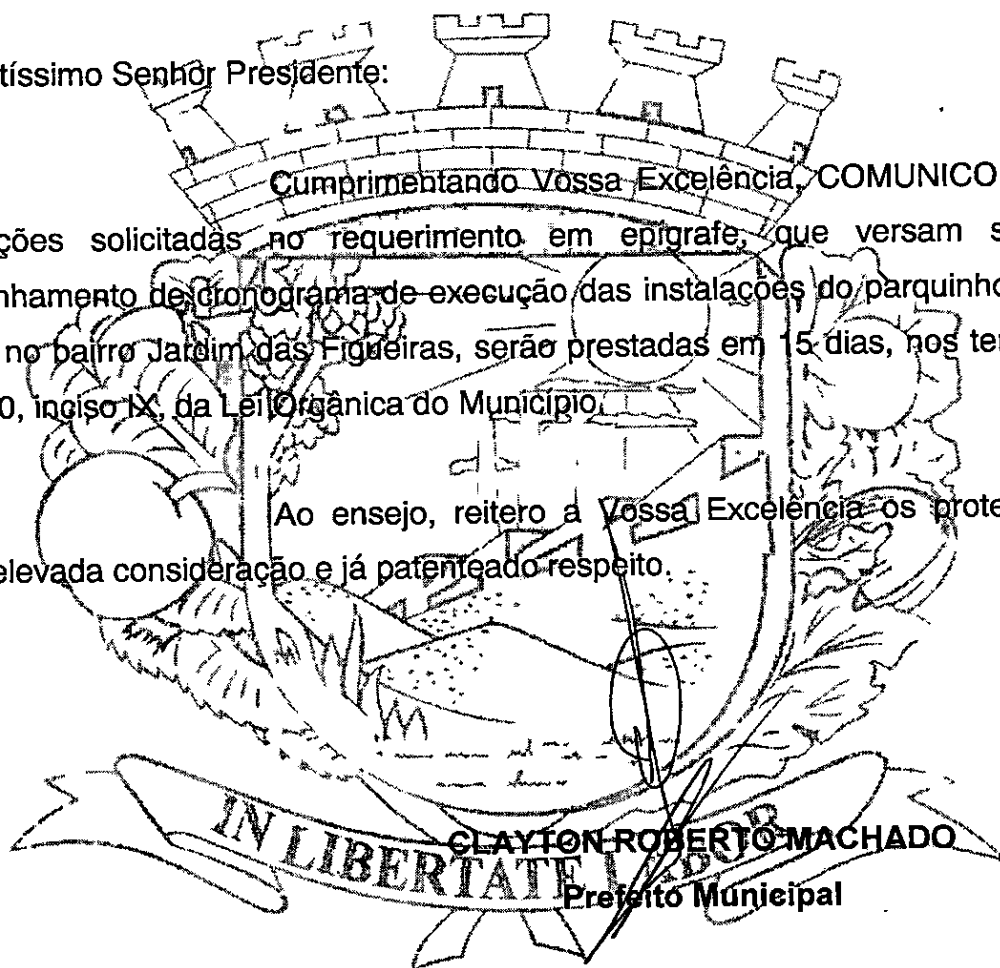 tíssimo Senhor Presidente:
Cumprimentando Vossa Excelência, COMUNICO
ções solicitadas no requerimento em epígrafe, que versam s
nhamento de cronograma de execução das instalações do parquinho
no bairro Jardim das Figueiras, serão prestadas em 15 dias, nos ter
0, inciso IX, da Lei Orgânica do Município.
Ao ensejo, reitero a Vossa Excelência os prote
elevada consideração e já patenteado respeito.
CLAYTON ROBERTO MACHADO
Prefeito Municipal
IN LIBERTATE LABOR